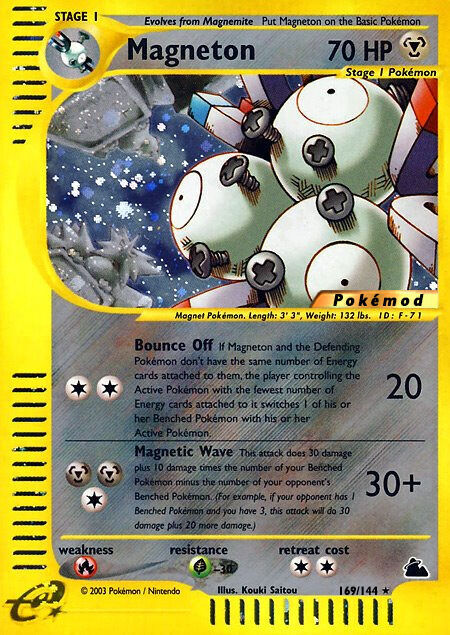 STAGE 1
Evolves from Magnemite Put Magneton on the Basic Pokémon
Magneton 70 HP
Stage 1 Pokémon
Pokémod
Magnet Pokémon. Length: 3' 3", Weight: 132 lbs. ID: F-71
Bounce Off If Magneton and the Defending
Pokémon don't have the same number of Energy
cards attached to them, the player controlling the
Active Pokémon with the fewest number of
Energy cards attached to it switches 1 of his or
her Benched Pokémon with his or her
Active Pokémon.
20
Magnetic Wave This attack does 30 damage
plus 10 damage times the number of your Benched
Pokémon minus the number of your opponent's
Benched Pokémon. (For example, if your opponent has 1
Benched Pokémon and you have 3, this attack will do 30
damage plus 20 more damage.)
30+
weakness resistance retreat cost
-30
© 2003 Pokémon / Nintendo Illus. Kouki Saitou 169/144 ★